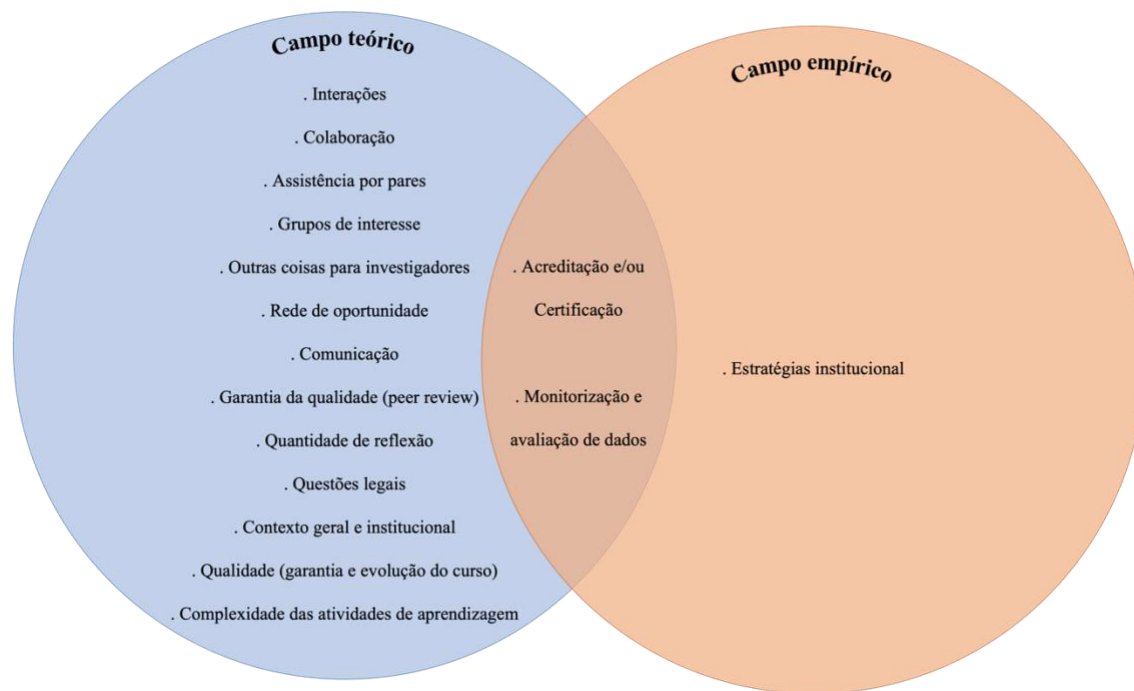 Campo teórico
. Interações
. Colaboração
. Assistência por pares
. Grupos de interesse
. Outras coisas para investigadores
. Rede de oportunidade
. Comunicação
. Garantia da qualidade (peer review)
. Quantidade de reflexão
. Questões legais
. Contexto geral e institucional
. Qualidade (garantia e evolução do curso)
. Complexidade das atividades de aprendizagem
. Acreditação e/ou
Certificação
. Monitorização e
avaliação de dados
Campo empírico
. Estratégias institucional